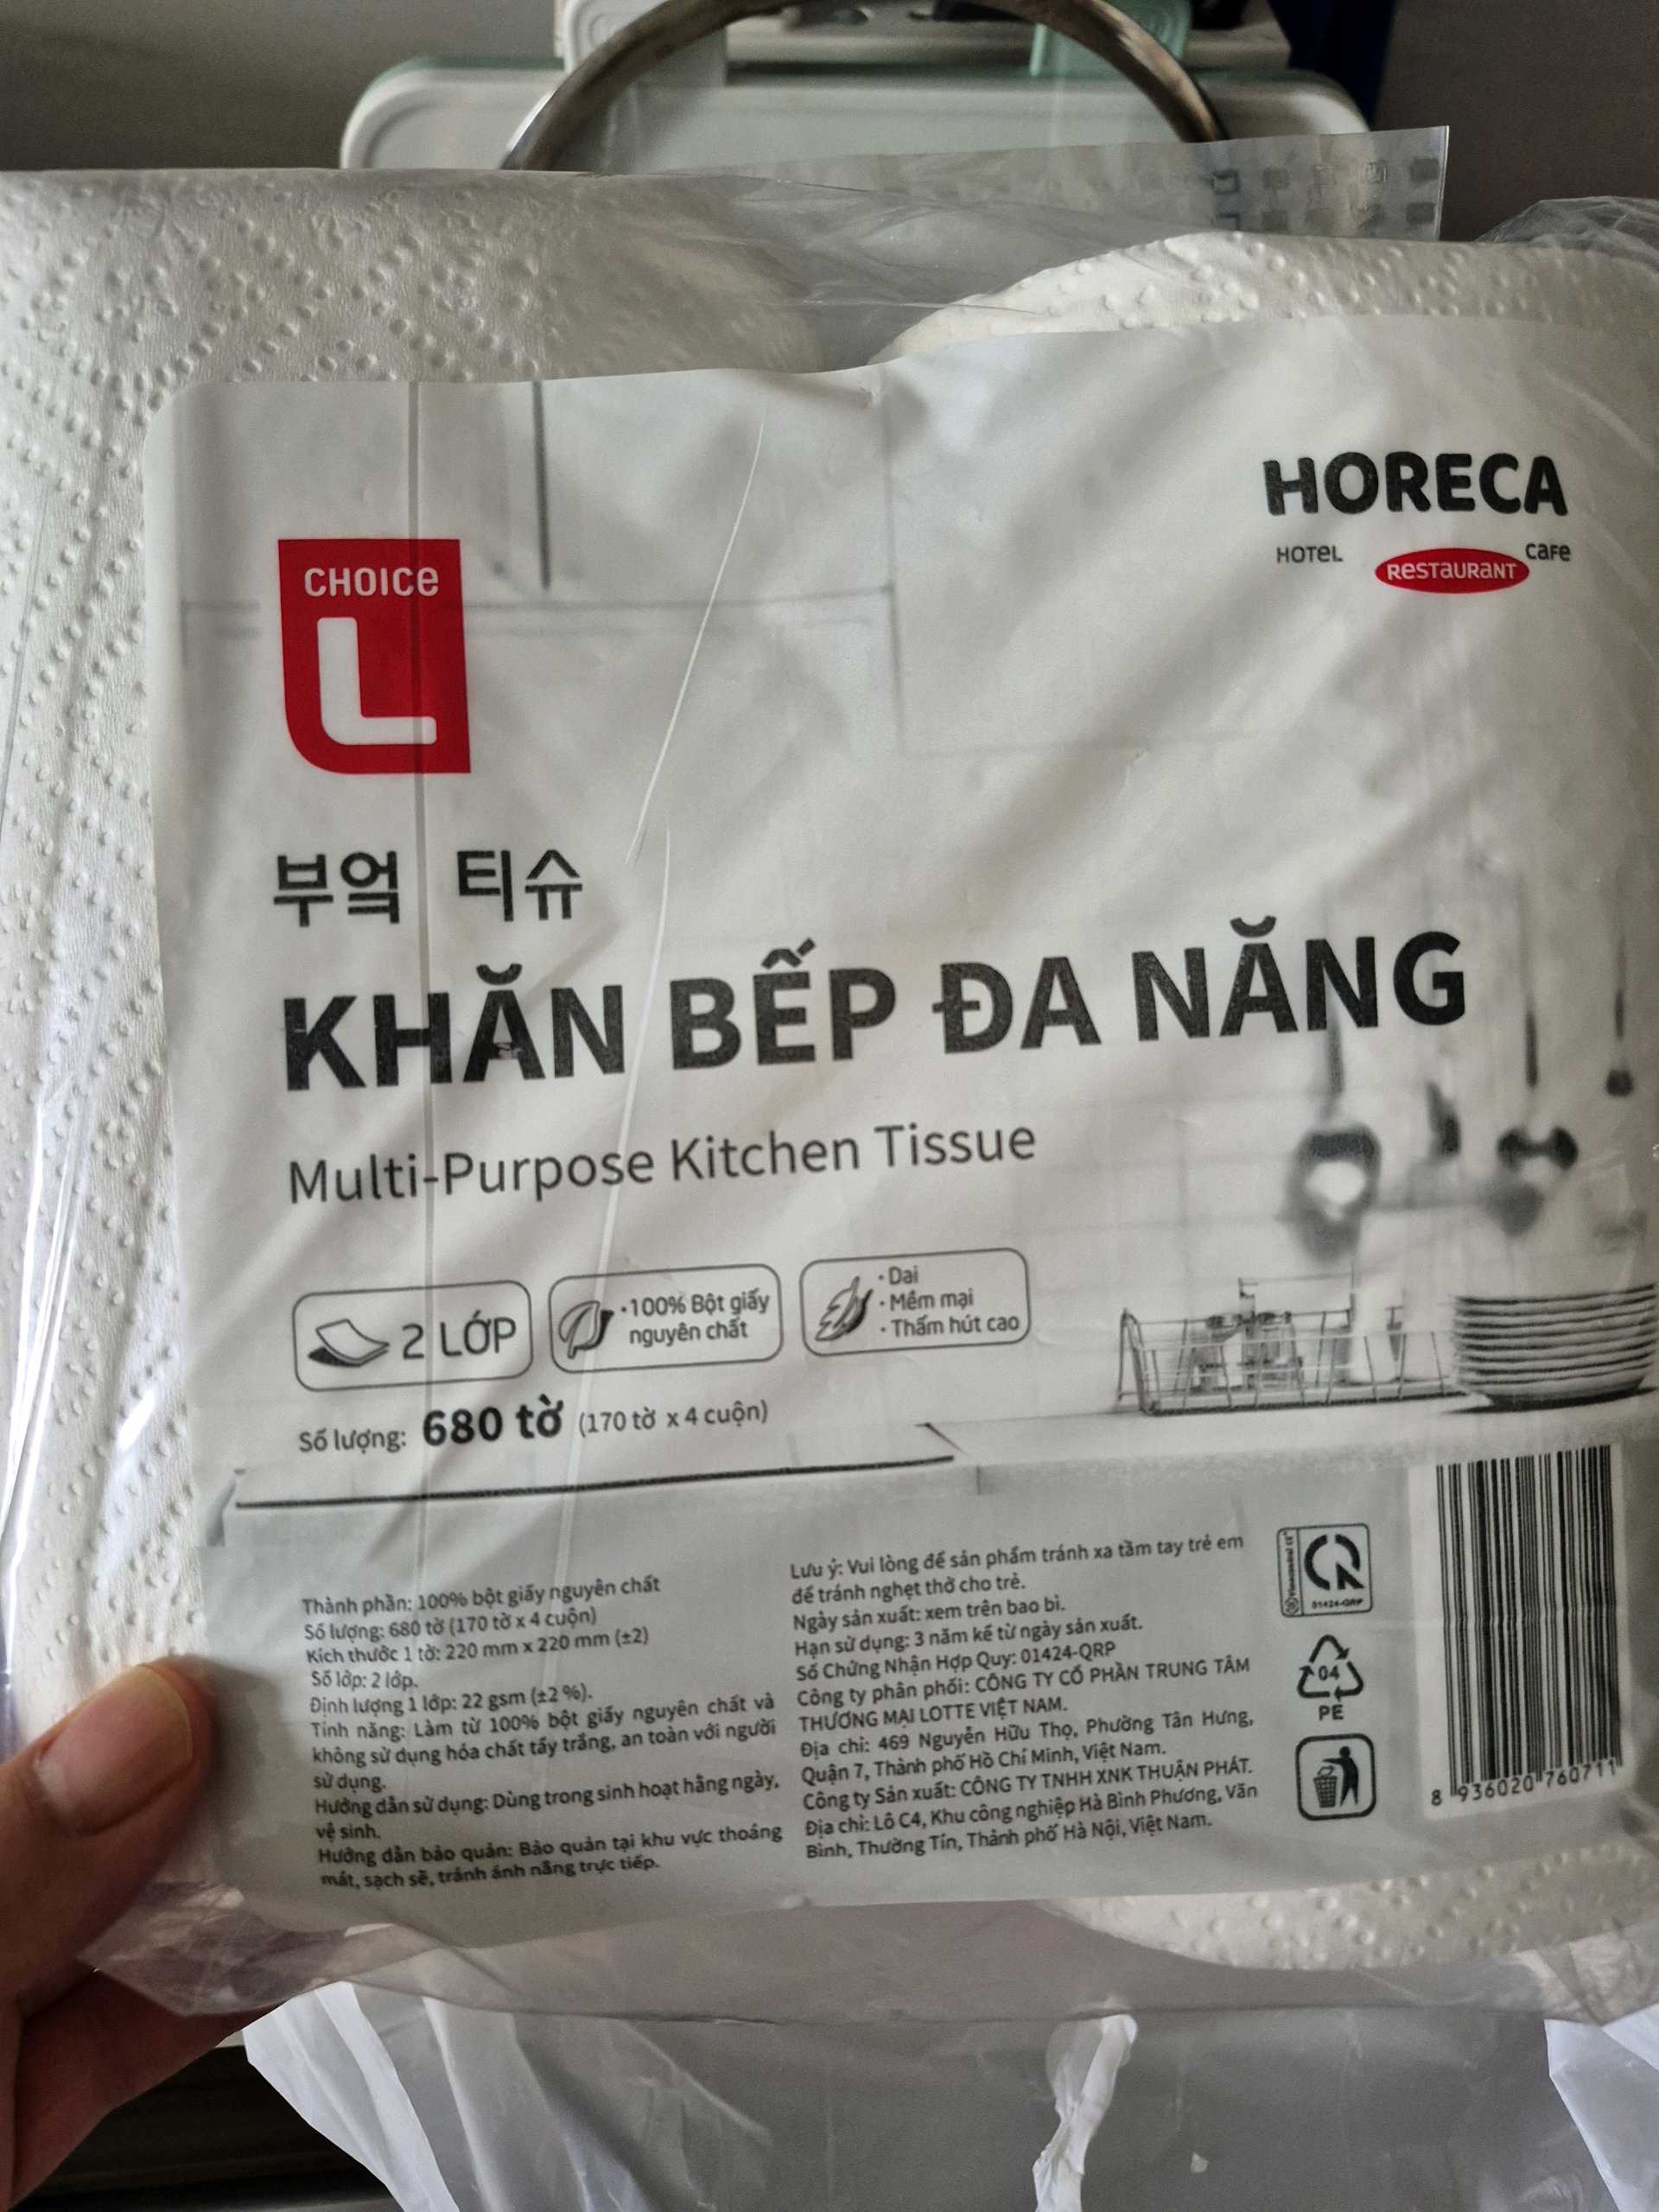 HORECA
HOTEL RESTAURANT CAFE
CHOICE
L
부엌 티슈
KHĂN BẾP ĐA NĂNG
Multi-Purpose Kitchen Tissue
2 LỚP
• 100% Bột giấy
nguyên chất
• Dai
• Mềm mại
• Thấm hút cao
Số lượng: 680 tờ (170 tờ x 4 cuộn)
Thành phần: 100% bột giấy nguyên chất
Số lượng: 680 tờ (170 tờ x 4 cuộn)
Kích thước 1 tờ: 220 mm x 220 mm (±2)
Số lớp: 2 lớp.
Định lượng 1 lớp: 22 gsm (±2 %).
Tính năng: Làm từ 100% bột giấy nguyên chất và
không sử dụng hóa chất tẩy trắng, an toàn với người
sử dụng.
Hướng dẫn sử dụng: Dùng trong sinh hoạt hằng ngày,
vệ sinh.
Hướng dẫn bảo quản: Bảo quản tại khu vực thoáng
mát, sạch sẽ, tránh ánh nắng trực tiếp.
Lưu ý: Vui lòng để sản phẩm tránh xa tầm tay trẻ em
để tránh nghẹt thở cho trẻ.
Ngày sản xuất: xem trên bao bì.
Hạn sử dụng: 3 năm kể từ ngày sản xuất.
Số Chứng Nhận Hợp Quy: 01424-QRP
Công ty phân phối: CÔNG TY CỔ PHẦN TRUNG TÂM
THƯƠNG MẠI LOTTE VIỆT NAM.
Địa chỉ: 469 Nguyễn Hữu Thọ, Phường Tân Hưng,
Quận 7, Thành phố Hồ Chí Minh, Việt Nam.
Công ty Sản xuất: CÔNG TY TNHH XNK THUẬN PHÁT.
Địa chỉ: Lô C4, Khu công nghiệp Hà Bình Phương, Văn
Bình, Thường Tín, Thành phố Hà Nội, Việt Nam.
01424-QRP
04
PE
8 936020 760711